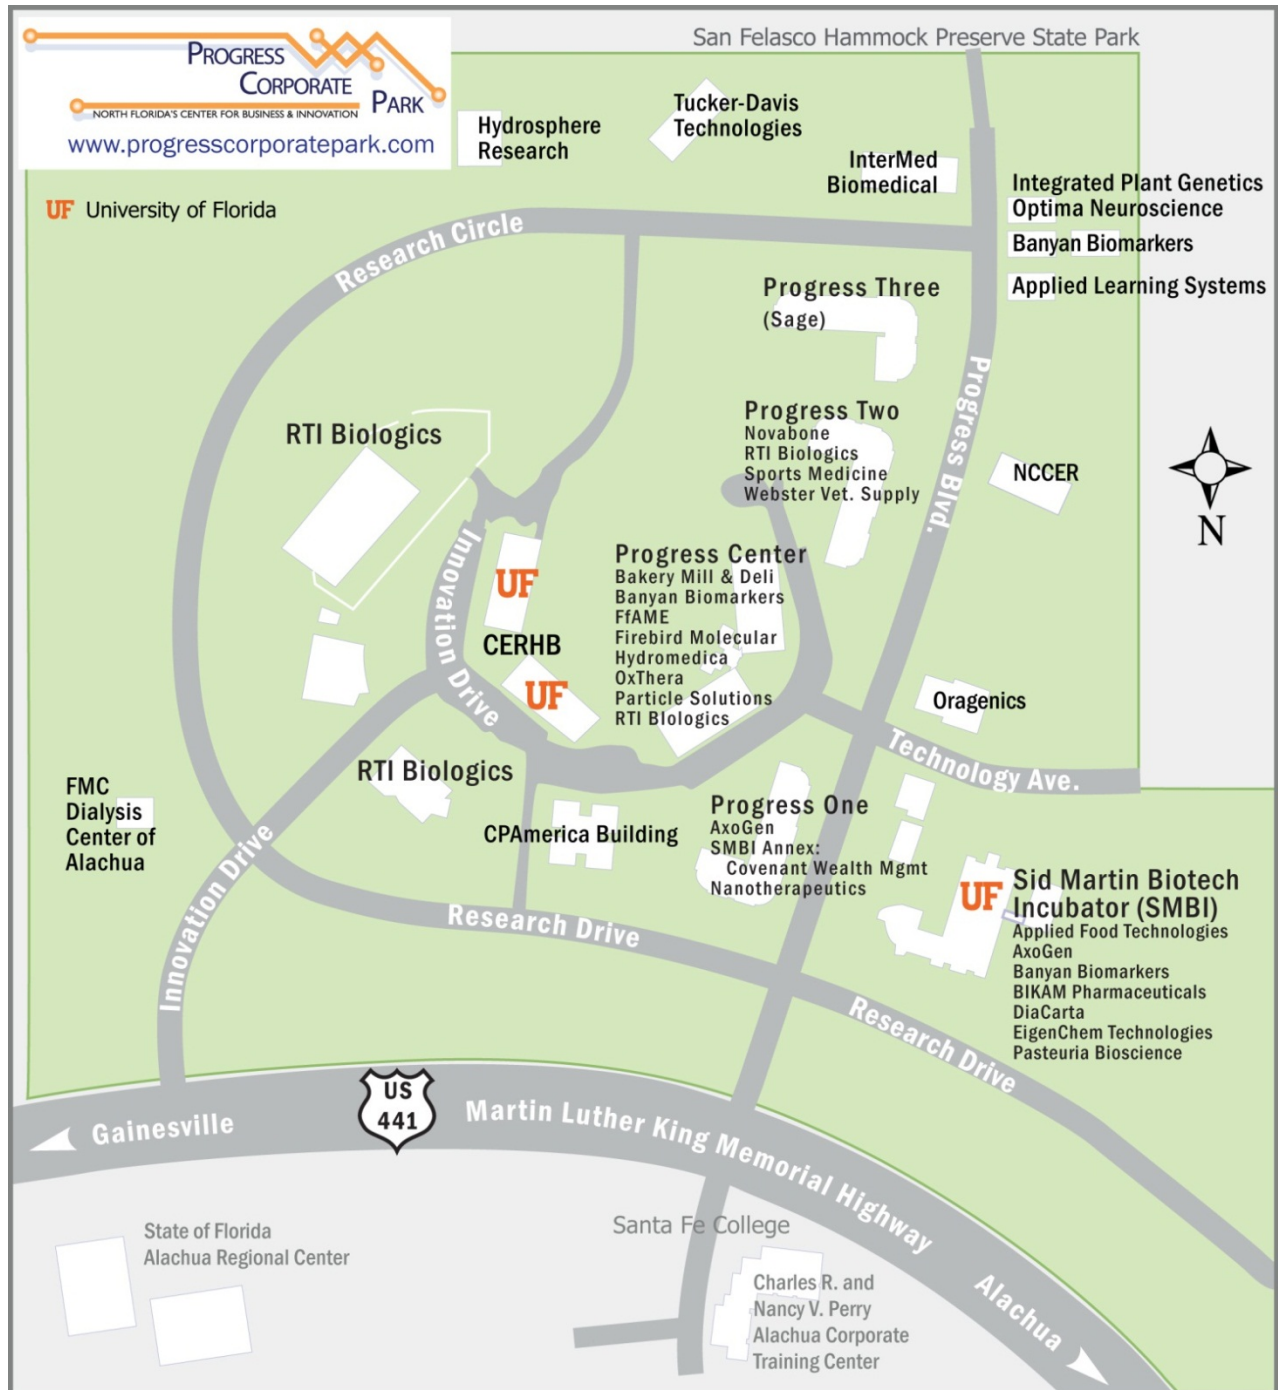 PROGRESS
CORPORATE
PARK
NORTH FLORIDA'S CENTER FOR BUSINESS & INNOVATION
www.progresscorporatepark.com
San Felasco Hammock Preserve State Park
UF University of Florida
Hydrosphere
Research
Tucker-Davis
Technologies
InterMed
Biomedical
Integrated Plant Genetics
Optima Neuroscience
Banyan Biomarkers
Applied Learning Systems
Research Circle
Progress Three
(Sage)
Progress Blvd.
RTI Biologics
Progress Two
Novabone
RTI Biologics
Sports Medicine
Webster Vet. Supply
NCCER
N
Innovation Drive
UF
CERHB
UF
Progress Center
Bakery Mill & Deli
Banyan Biomarkers
FfAME
Firebird Molecular
Hydromedica
OxThera
Particle Solutions
RTI BIologics
Oragenics
Technology Ave.
RTI Biologics
FMC
Dialysis
Center of
Alachua
CPAmerica Building
Progress One
AxoGen
SMBI Annex:
Covenant Wealth Mgmt
Nanotherapeutics
Innovation Drive
Research Drive
UF
Sid Martin Biotech
Incubator (SMBI)
Applied Food Technologies
AxoGen
Banyan Biomarkers
BIKAM Pharmaceuticals
DiaCarta
EigenChem Technologies
Pasteuria Bioscience
Research Drive
Gainesville
US
441
Martin Luther King Memorial Highway
Alachua
State of Florida
Alachua Regional Center
Santa Fe College
Charles R. and
Nancy V. Perry
Alachua Corporate
Training Center